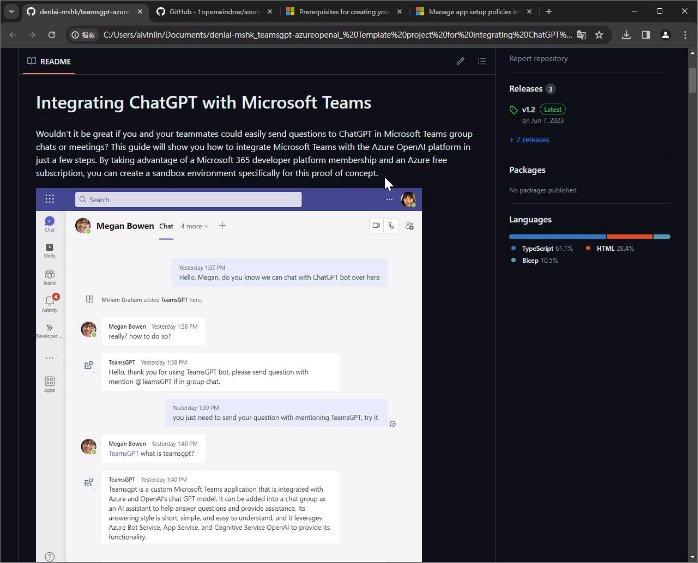 denlai-mshk/teamsgpt-azure
GitHub - 1openwindow/azur
Prerequisites for creating your
Manage app setup policies in
C:/Users/alvinlin/Documents/denlai-mshk_teamsgpt-azureopenai_%20Template%20project%20for%20integrating%20ChatGPT%...
README
Report repository
Releases 3
v1.2 Latest
on Jun 7, 2023
+ 2 releases
Packages
No packages published
Languages
TypeScript 61.1% HTML 28.4%
Bicep 10.5%
Integrating ChatGPT with Microsoft Teams
Wouldn't it be great if you and your teammates could easily send questions to ChatGPT in Microsoft Teams group
chats or meetings? This guide will show you how to integrate Microsoft Teams with the Azure OpenAI platform in
just a few steps. By taking advantage of a Microsoft 365 developer platform membership and an Azure free
subscription, you can create a sandbox environment specifically for this proof of concept.
Search
Chat
Shifts
Teams
4
Activity
Developer ...
Apps
Megan Bowen Chat 4 more
Yesterday 1:37 PM
Hello, Megan, do you know we can chat with ChatGPT bot over here
Miriam Graham added TeamsGPT here.
Megan Bowen Yesterday 1:38 PM
really? how to do so?
TeamsGPT Yesterday 1:38 PM
Hello, thank you for using TeamsGPT bot, please send question with
mention @TeamsGPT if in group chat.
Yesterday 1:39 PM
you just need to send your question with mentioning TeamsGPT, try it
Megan Bowen Yesterday 1:40 PM
TeamsGPT what is teamsgpt?
TeamsGPT Yesterday 1:40 PM
Teamsgpt is a custom Microsoft Teams application that is integrated with
Azure and OpenAI's chat GPT model. It can be added into a chat group as
an AI assistant to help answer questions and provide assistance. Its
answering style is short, simple, and easy to understand, and it leverages
Azure Bot Service, App Service, and Cognitive Service OpenAI to provide its
functionality.